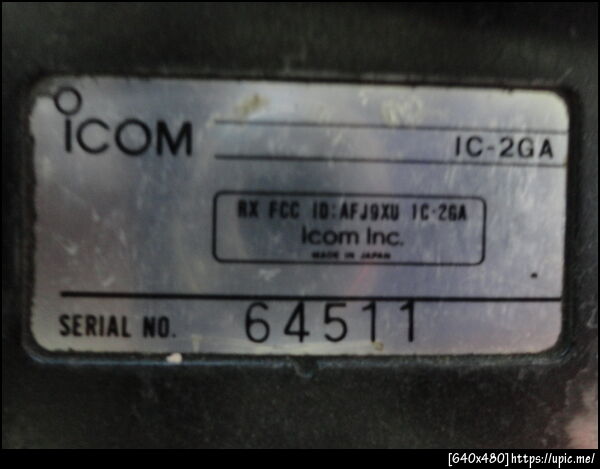 ICOM
IC-2GA
RX FCC ID:AFJ9XU IC-2GA
Icom Inc.
MADE IN JAPAN
SERIAL NO. 64511
[640x480]https://upic.me/